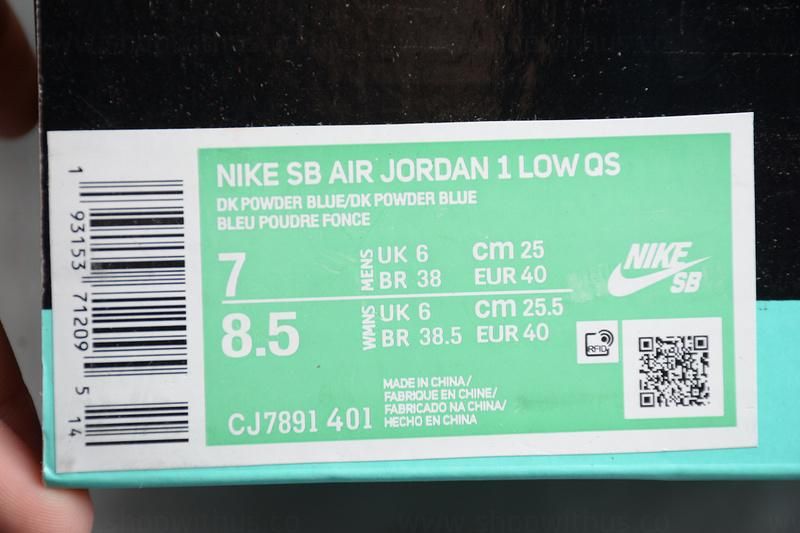 NIKE SB AIR JORDAN 1 LOW QS
DK POWDER BLUE/DK POWDER BLUE
BLEU POUDRE FONCE
7
MENS
UK 6
cm 25
BR 38
EUR 40
8.5
WMNS
UK 6
cm 25.5
BR 38.5
EUR 40
NIKE
SB
RFID
MADE IN CHINA/
FABRIQUE EN CHINE/
FABRICADO NA CHINA/
HECHO EN CHINA
CJ7891 401
1 93153 71209 5 14
www.shopwithus.co